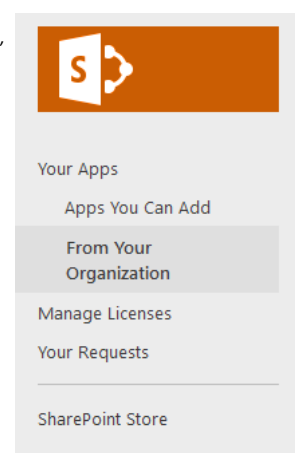 ,
S
Your Apps
Apps You Can Add
From Your
Organization
Manage Licenses
Your Requests
SharePoint Store